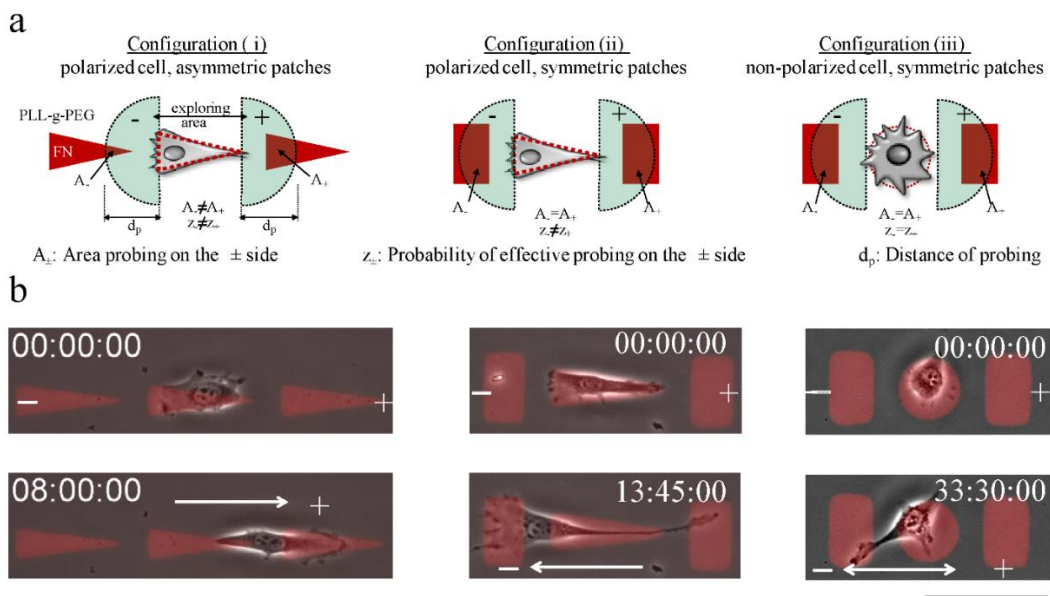 a
Configuration ( i)
polarized cell, asymmetric patches
Configuration (ii)
polarized cell, symmetric patches
Configuration (iii)
non-polarized cell, symmetric patches
PLL-g-PEG
- exploring area +
FN
A₋ A₊
dₚ A₋≠A₊ dₚ
z₋≠z₊
- +
A₋ A₊
A₋=A₊
z₋≠z₊
- +
A₋ A₊
A₋=A₊
z₋=z₊
A±: Area probing on the ± side
z±: Probability of effective probing on the ± side
dₚ: Distance of probing
b
00:00:00
- +
00:00:00
- +
00:00:00
- +
08:00:00
+
13:45:00
-
33:30:00
- +